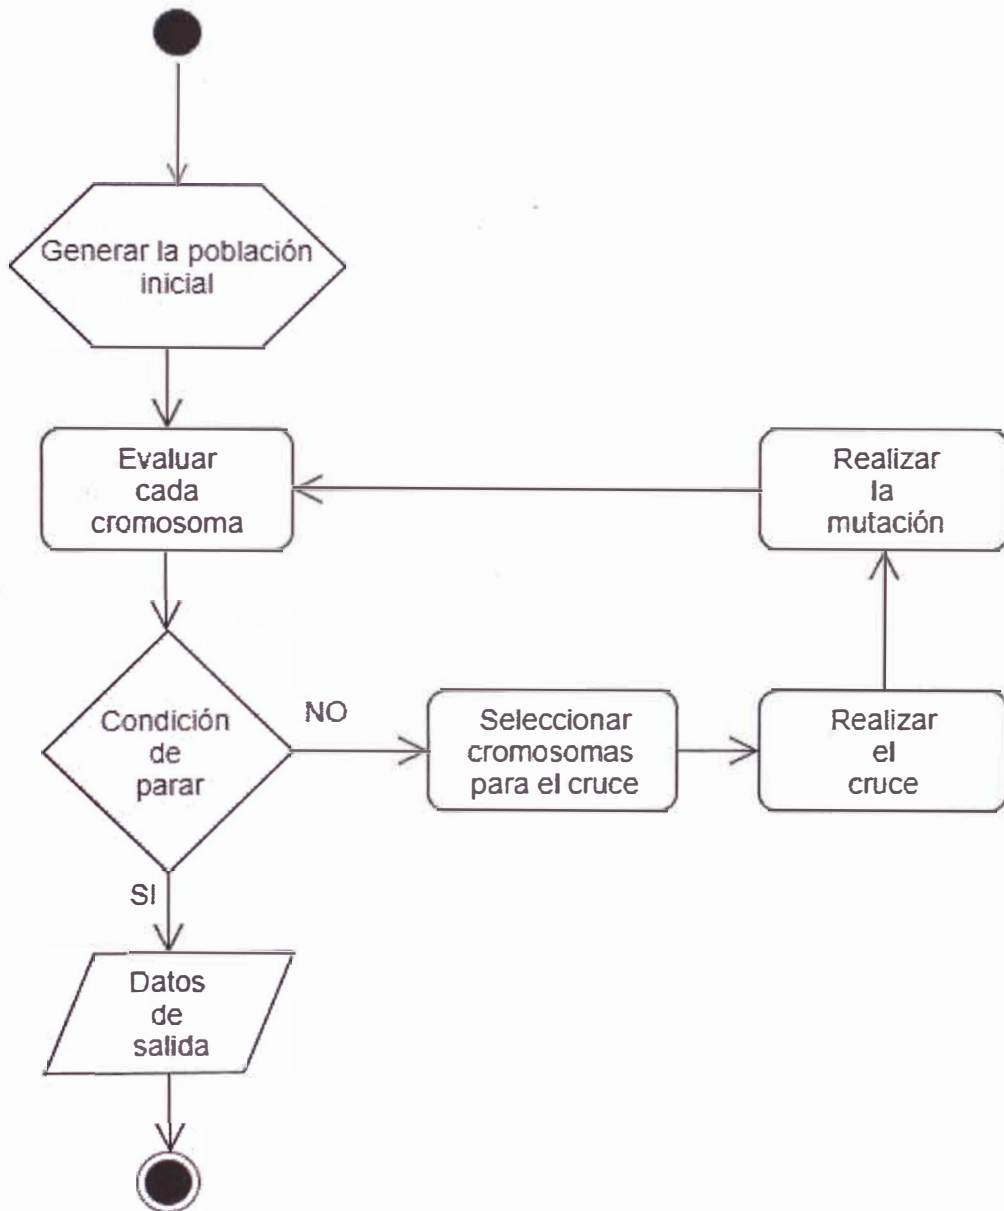 Generar la población
inicial
Evaluar
cada
cromosoma
Realizar
la
mutación
Condición
de
parar
NO
Seleccionar
cromosomas
para el cruce
Realizar
el
cruce
SI
Datos
de
salida